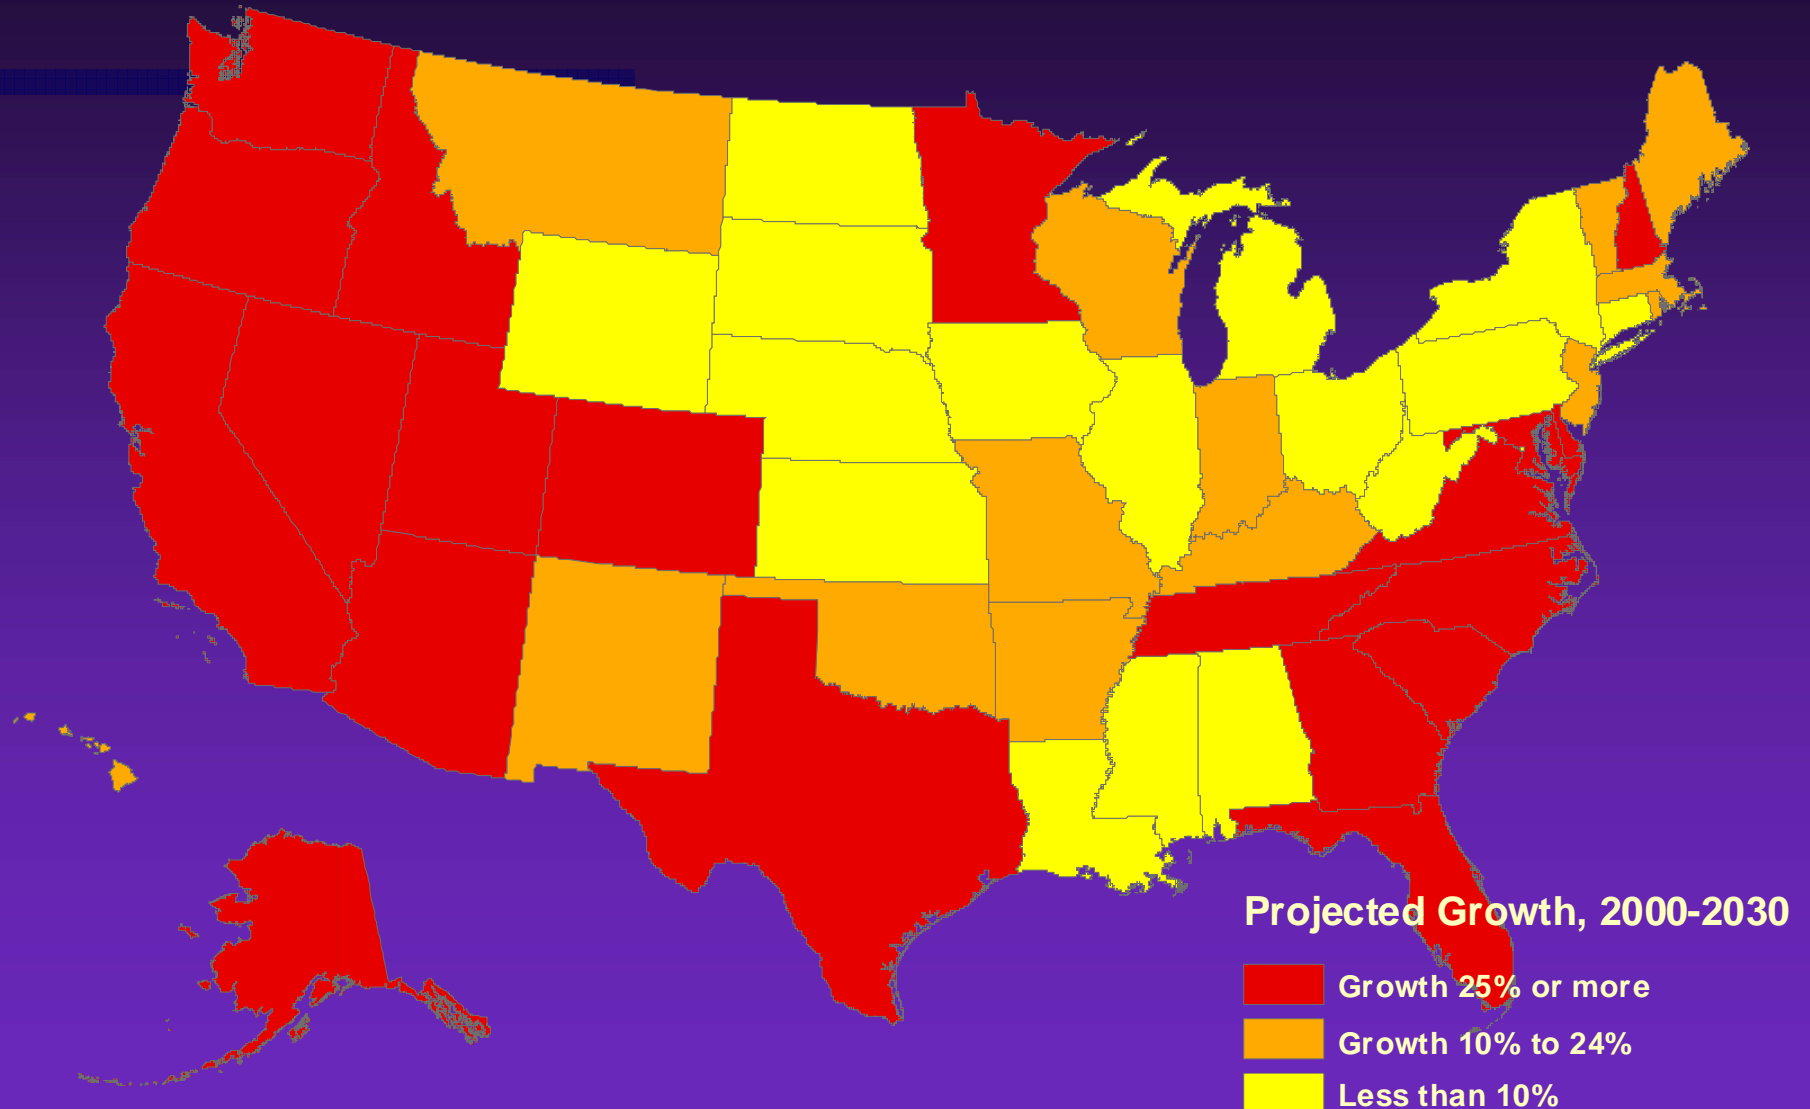 Projected Growth, 2000-2030
Growth 25% or more
Growth 10% to 24%
Less than 10%